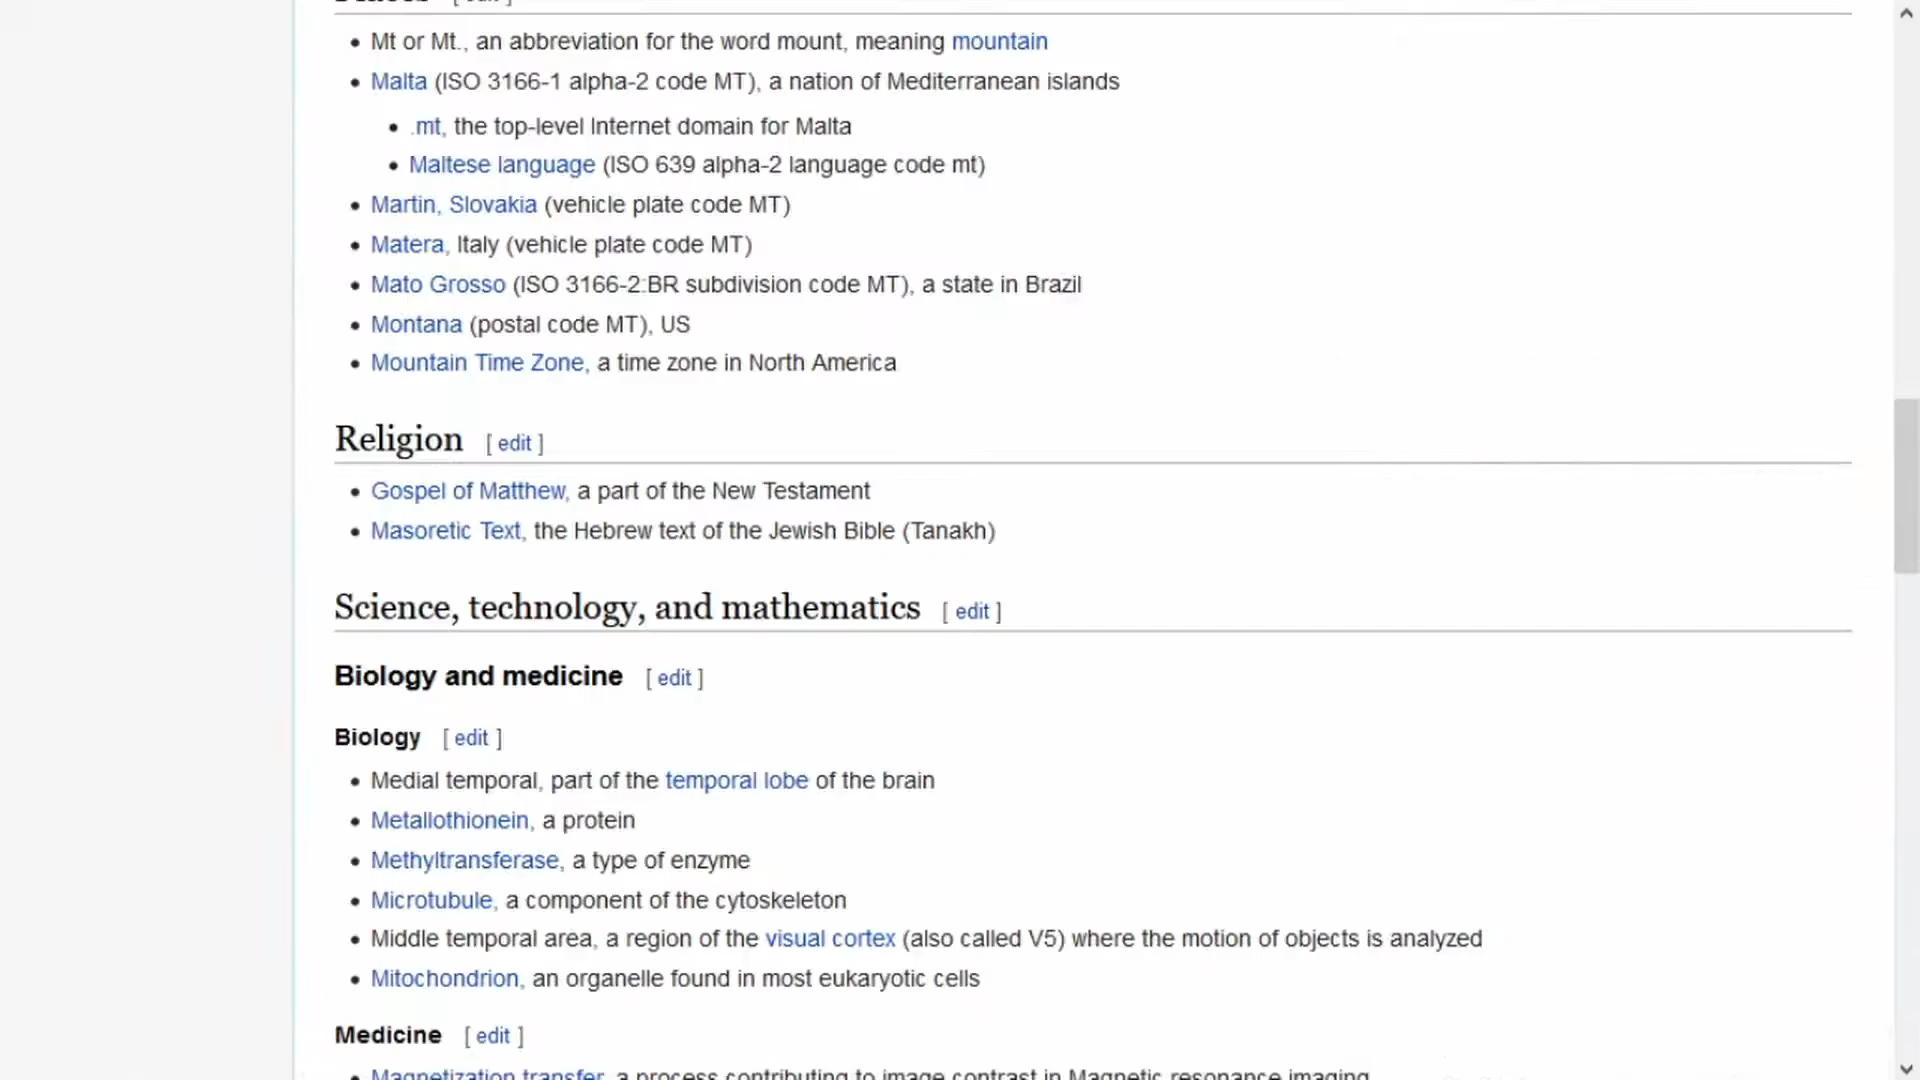 [ edit ]
• Mt or Mt., an abbreviation for the word mount, meaning mountain
• Malta (ISO 3166-1 alpha-2 code MT), a nation of Mediterranean islands
• .mt, the top-level Internet domain for Malta
• Maltese language (ISO 639 alpha-2 language code mt)
• Martin, Slovakia (vehicle plate code MT)
• Matera, Italy (vehicle plate code MT)
• Mato Grosso (ISO 3166-2:BR subdivision code MT), a state in Brazil
• Montana (postal code MT), US
• Mountain Time Zone, a time zone in North America
Religion [ edit ]
• Gospel of Matthew, a part of the New Testament
• Masoretic Text, the Hebrew text of the Jewish Bible (Tanakh)
Science, technology, and mathematics [ edit ]
Biology and medicine [ edit ]
Biology [ edit ]
• Medial temporal, part of the temporal lobe of the brain
• Metallothionein, a protein
• Methyltransferase, a type of enzyme
• Microtubule, a component of the cytoskeleton
• Middle temporal area, a region of the visual cortex (also called V5) where the motion of objects is analyzed
• Mitochondrion, an organelle found in most eukaryotic cells
Medicine [ edit ]
• Magnetization transfer, a process contributing to image contrast in Magnetic resonance imaging